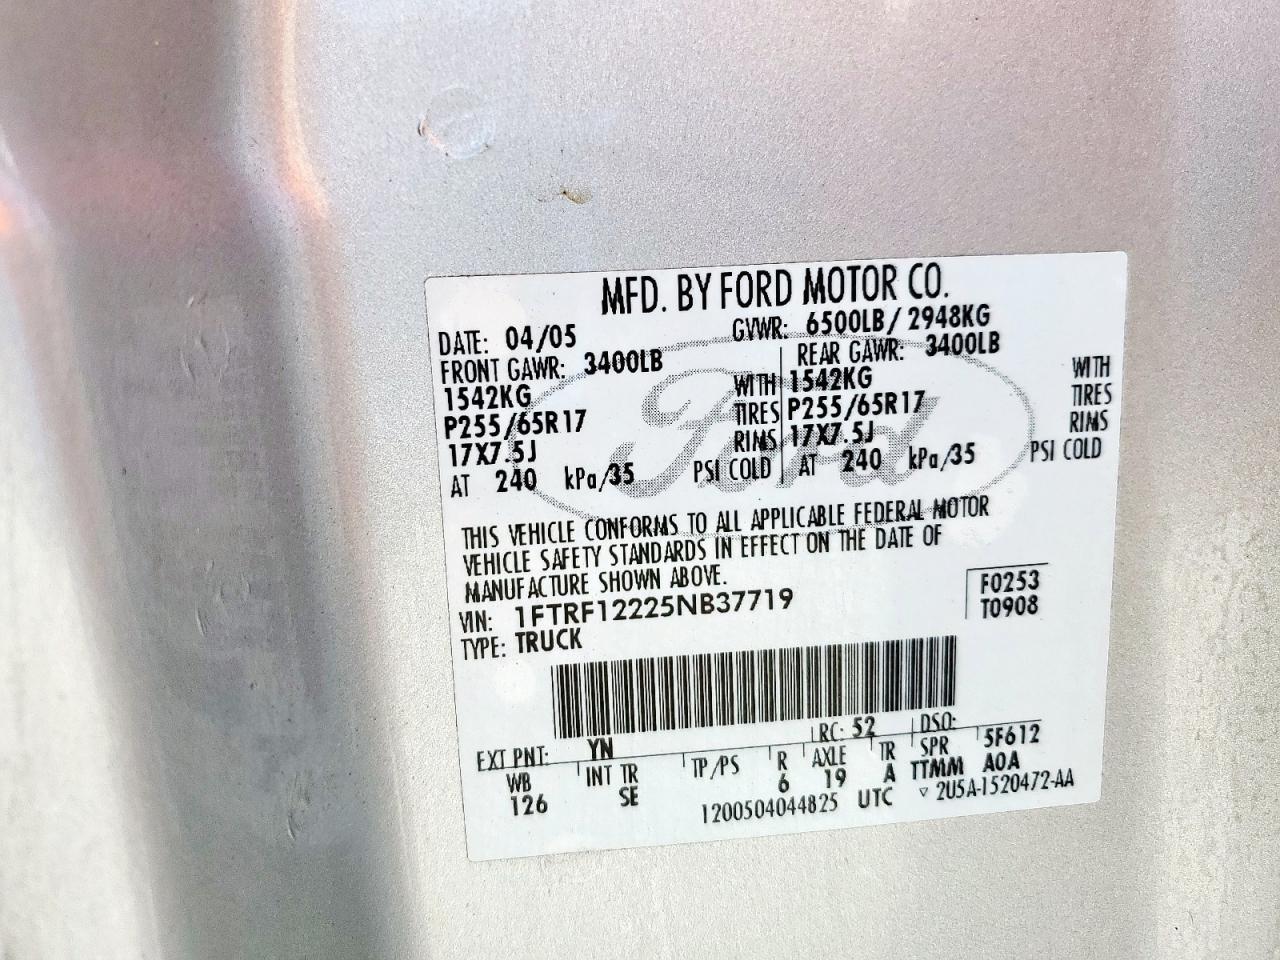 MFD. BY FORD MOTOR CO.
DATE: 04/05 GVWR: 6500LB/ 2948KG
FRONT GAWR: 3400LB REAR GAWR: 3400LB
1542KG WITH 1542KG WITH
P255/65R17 TIRES P255/65R17 TIRES
17X7.5J RIMS 17X7.5J RIMS
AT 240 kPa/35 PSI COLD AT 240 kPa/35 PSI COLD
Ford
THIS VEHICLE CONFORMS TO ALL APPLICABLE FEDERAL MOTOR
VEHICLE SAFETY STANDARDS IN EFFECT ON THE DATE OF
MANUFACTURE SHOWN ABOVE.
VIN: 1FTRF12225NB37719 F0253
TYPE: TRUCK T0908
EXT PNT: YN RC: 52 DSO:
WB INT TR TP/PS R AXLE TR SPR 5F612
126 SE 6 19 A TTMM A0A
1200504044825 UTC ▽ 2U5A-1520472-AA